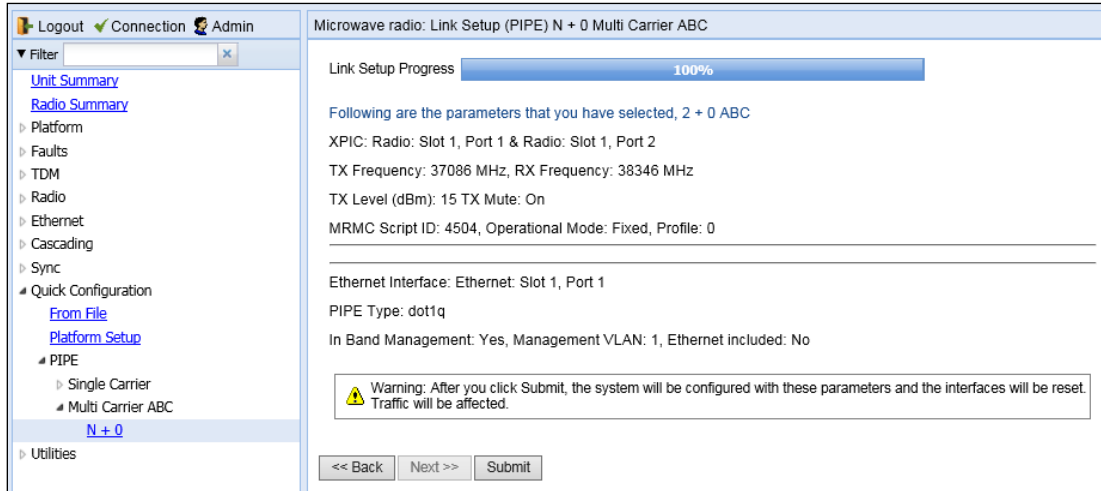 Logout Connection Admin
Filter
Unit Summary
Radio Summary
Platform
Faults
TDM
Radio
Ethernet
Cascading
Sync
Quick Configuration
From File
Platform Setup
PIPE
Single Carrier
Multi Carrier ABC
N + 0
Utilities
Microwave radio: Link Setup (PIPE) N + 0 Multi Carrier ABC
Link Setup Progress 100%
Following are the parameters that you have selected, 2 + 0 ABC
XPIC: Radio: Slot 1, Port 1 & Radio: Slot 1, Port 2
TX Frequency: 37086 MHz, RX Frequency: 38346 MHz
TX Level (dBm): 15 TX Mute: On
MRMC Script ID: 4504, Operational Mode: Fixed, Profile: 0
Ethernet Interface: Ethernet: Slot 1, Port 1
PIPE Type: dot1q
In Band Management: Yes, Management VLAN: 1, Ethernet included: No
Warning: After you click Submit, the system will be configured with these parameters and the interfaces will be reset.
Traffic will be affected.
<< Back Next >> Submit